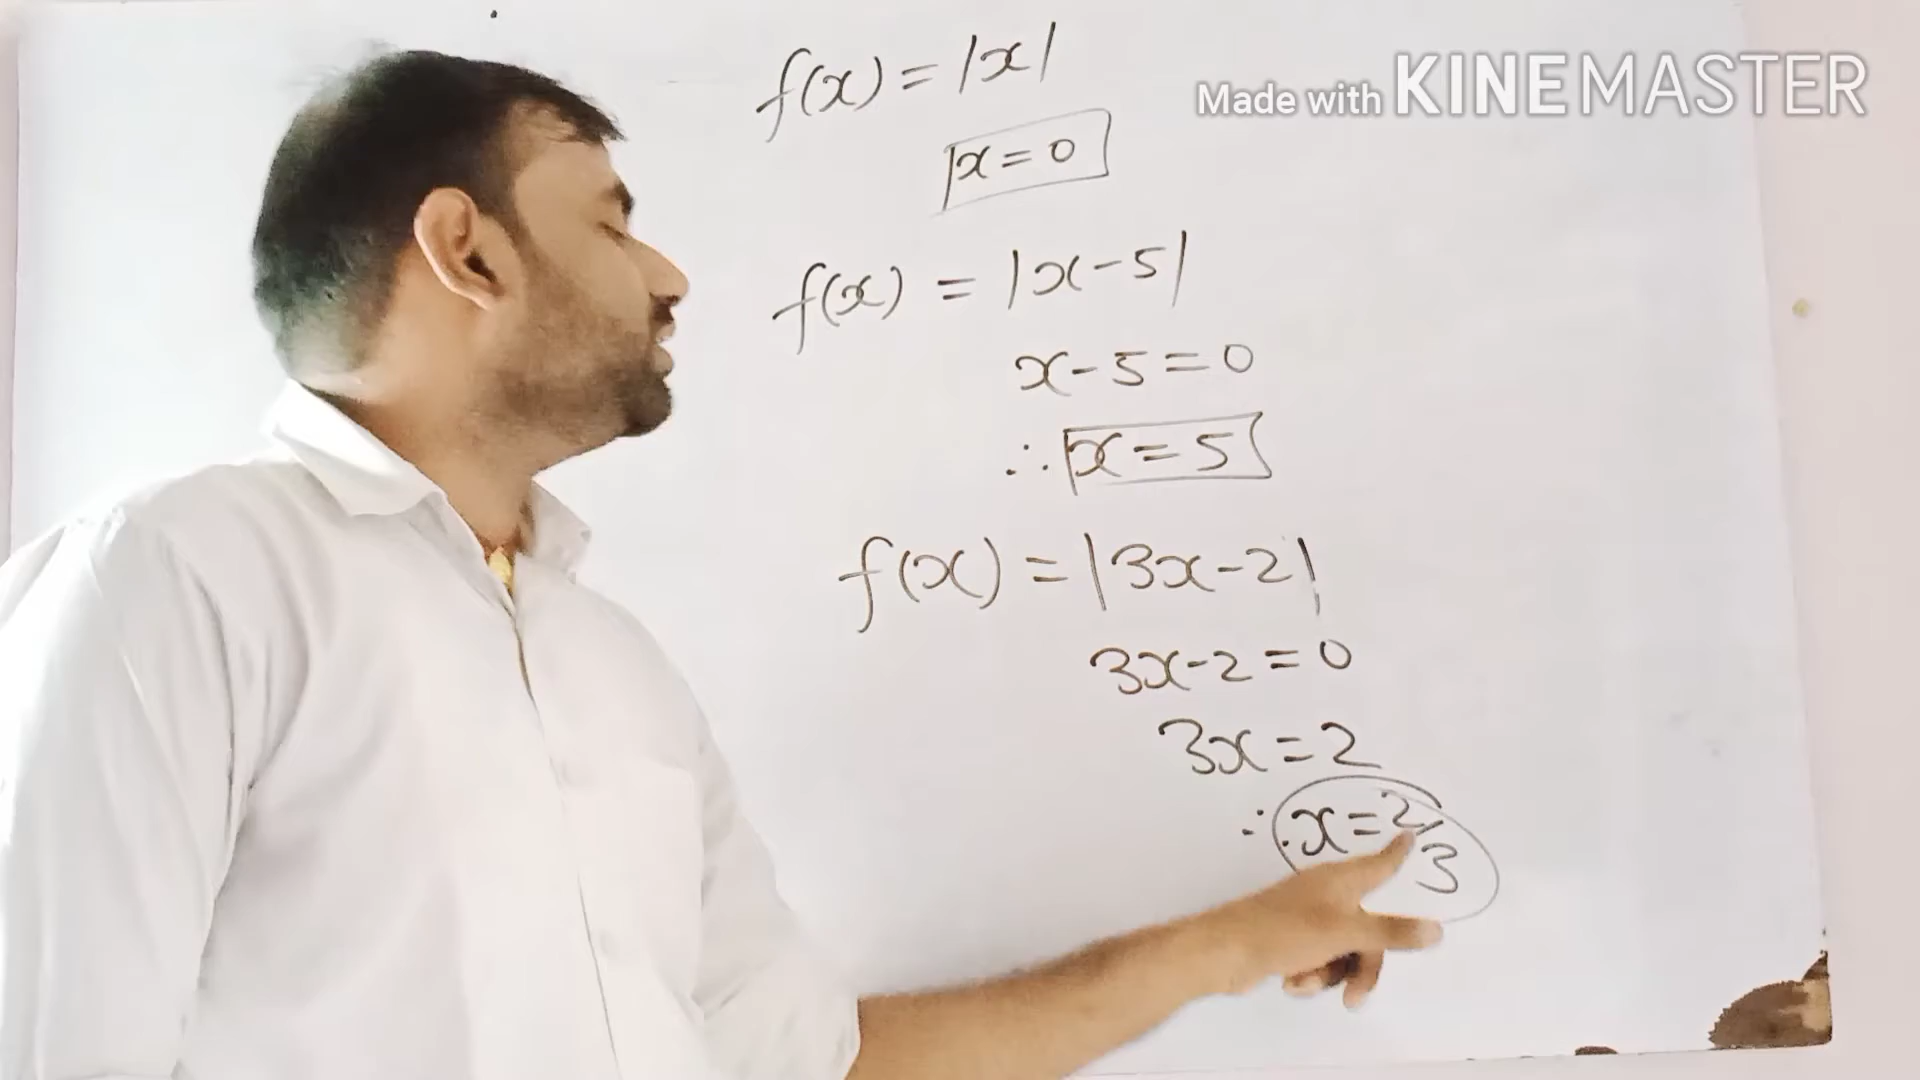 f(x) = |x|
x = 0
Made with KINEMASTER
f(x) = |x-5|
x-5=0
∴ x = 5
f(x) = |3x-2|
3x-2 = 0
3x = 2
∴ x = 2/3